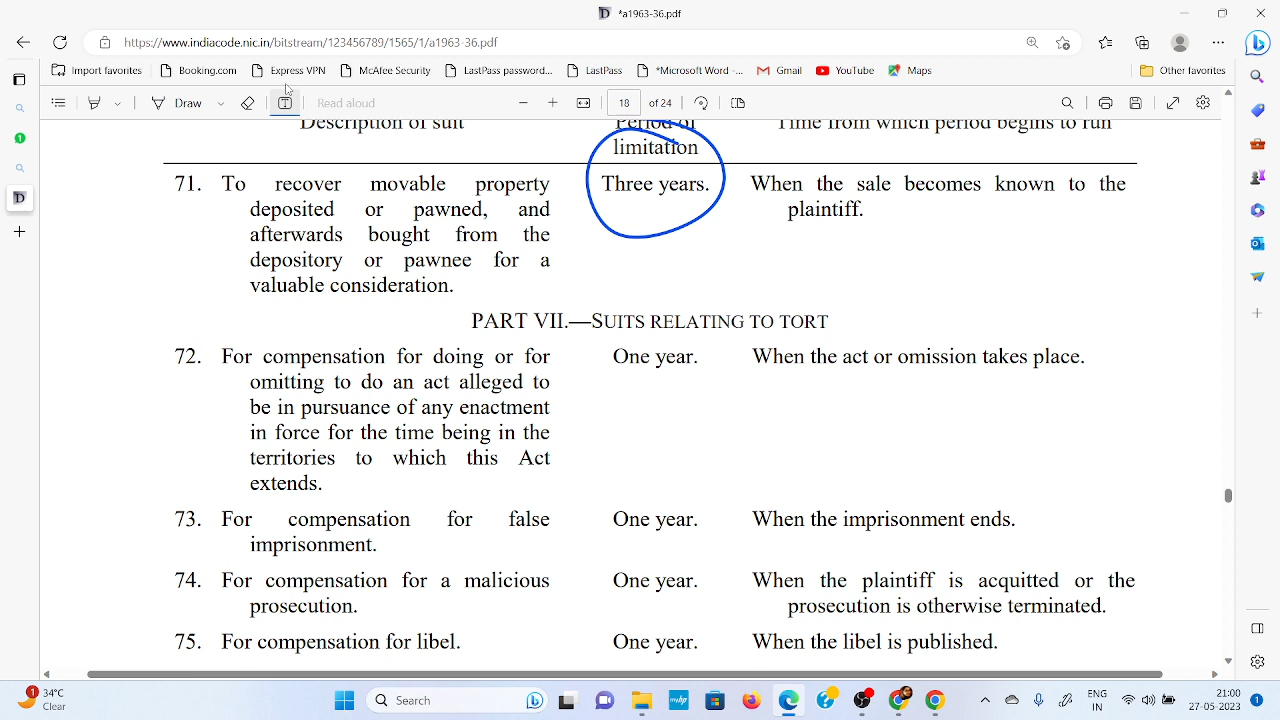 *a1963-36.pdf
https://www.indiacode.nic.in/bitstream/123456789/1565/1/a1963-36.pdf
Import favorites
Booking.com
Express VPN
McAfee Security
LastPass password...
LastPass
*Microsoft Word -...
Gmail
YouTube
Maps
Other favorites
Draw
Read aloud
18 of 24
Description of suit Period of limitation Time from which period begins to run
71. To recover movable property Three years. When the sale becomes known to the
deposited or pawned, and plaintiff.
afterwards bought from the
depository or pawnee for a
valuable consideration.
PART VII.—SUITS RELATING TO TORT
72. For compensation for doing or for One year. When the act or omission takes place.
omitting to do an act alleged to
be in pursuance of any enactment
in force for the time being in the
territories to which this Act
extends.
73. For compensation for false One year. When the imprisonment ends.
imprisonment.
74. For compensation for a malicious One year. When the plaintiff is acquitted or the
prosecution. prosecution is otherwise terminated.
75. For compensation for libel. One year. When the libel is published.
1 34°C
Clear
Search
ENG
IN
21:00
27-05-2023
1